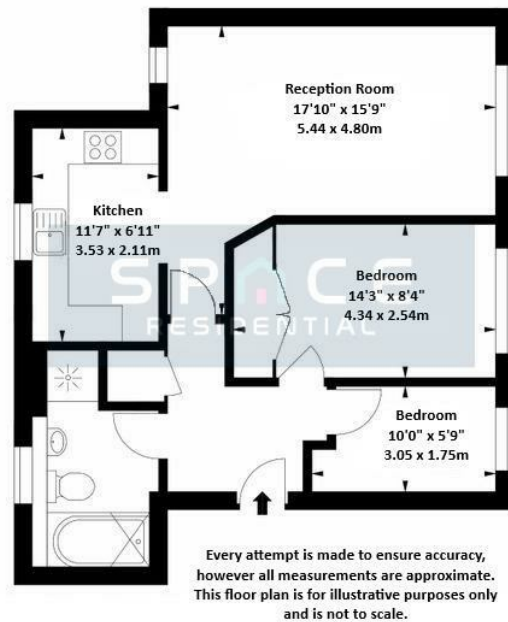 Reception Room
17'10" x 15'9"
5.44 x 4.80m
Kitchen
11'7" x 6'11"
3.53 x 2.11m
SPACE
RESIDENTIAL
Bedroom
14'3" x 8'4"
4.34 x 2.54m
Bedroom
10'0" x 5'9"
3.05 x 1.75m
Every attempt is made to ensure accuracy,
however all measurements are approximate.
This floor plan is for illustrative purposes only
and is not to scale.